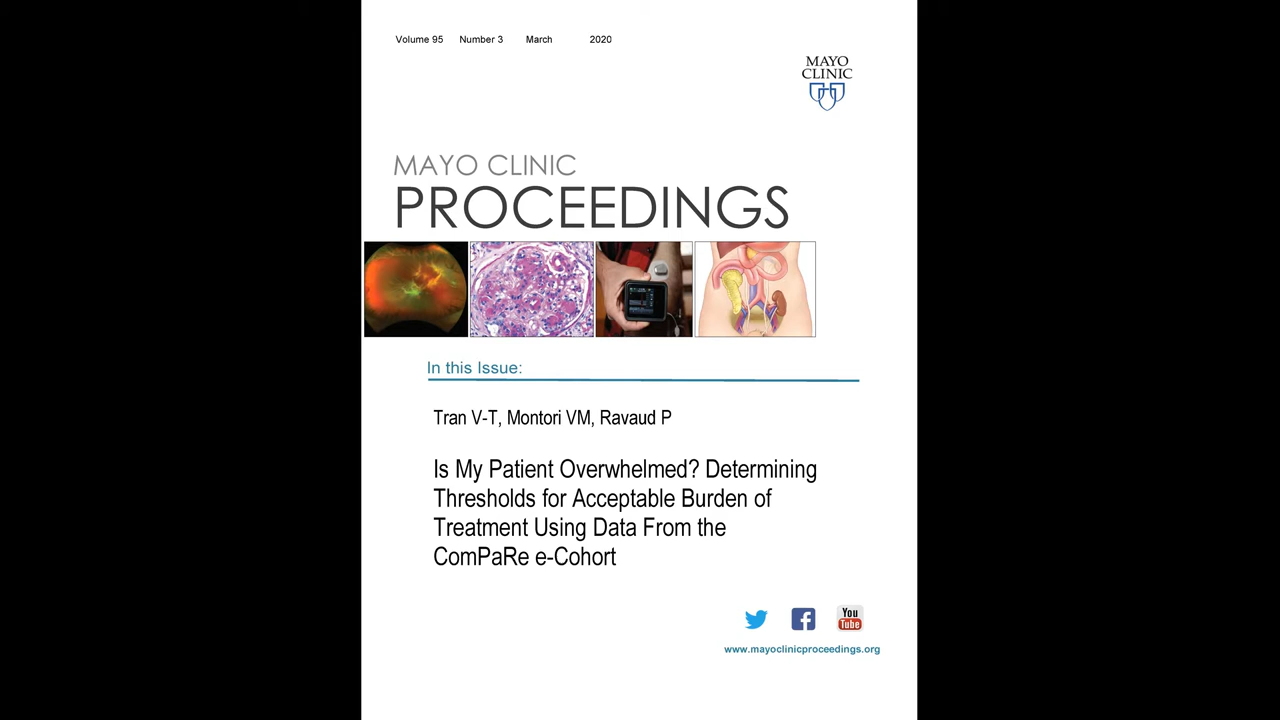 Volume 95 Number 3 March 2020
MAYO
CLINIC
MAYO CLINIC
PROCEEDINGS
In this Issue:
Tran V-T, Montori VM, Ravaud P
Is My Patient Overwhelmed? Determining
Thresholds for Acceptable Burden of
Treatment Using Data From the
ComPaRe e-Cohort
You
Tube
www.mayoclinicproceedings.org